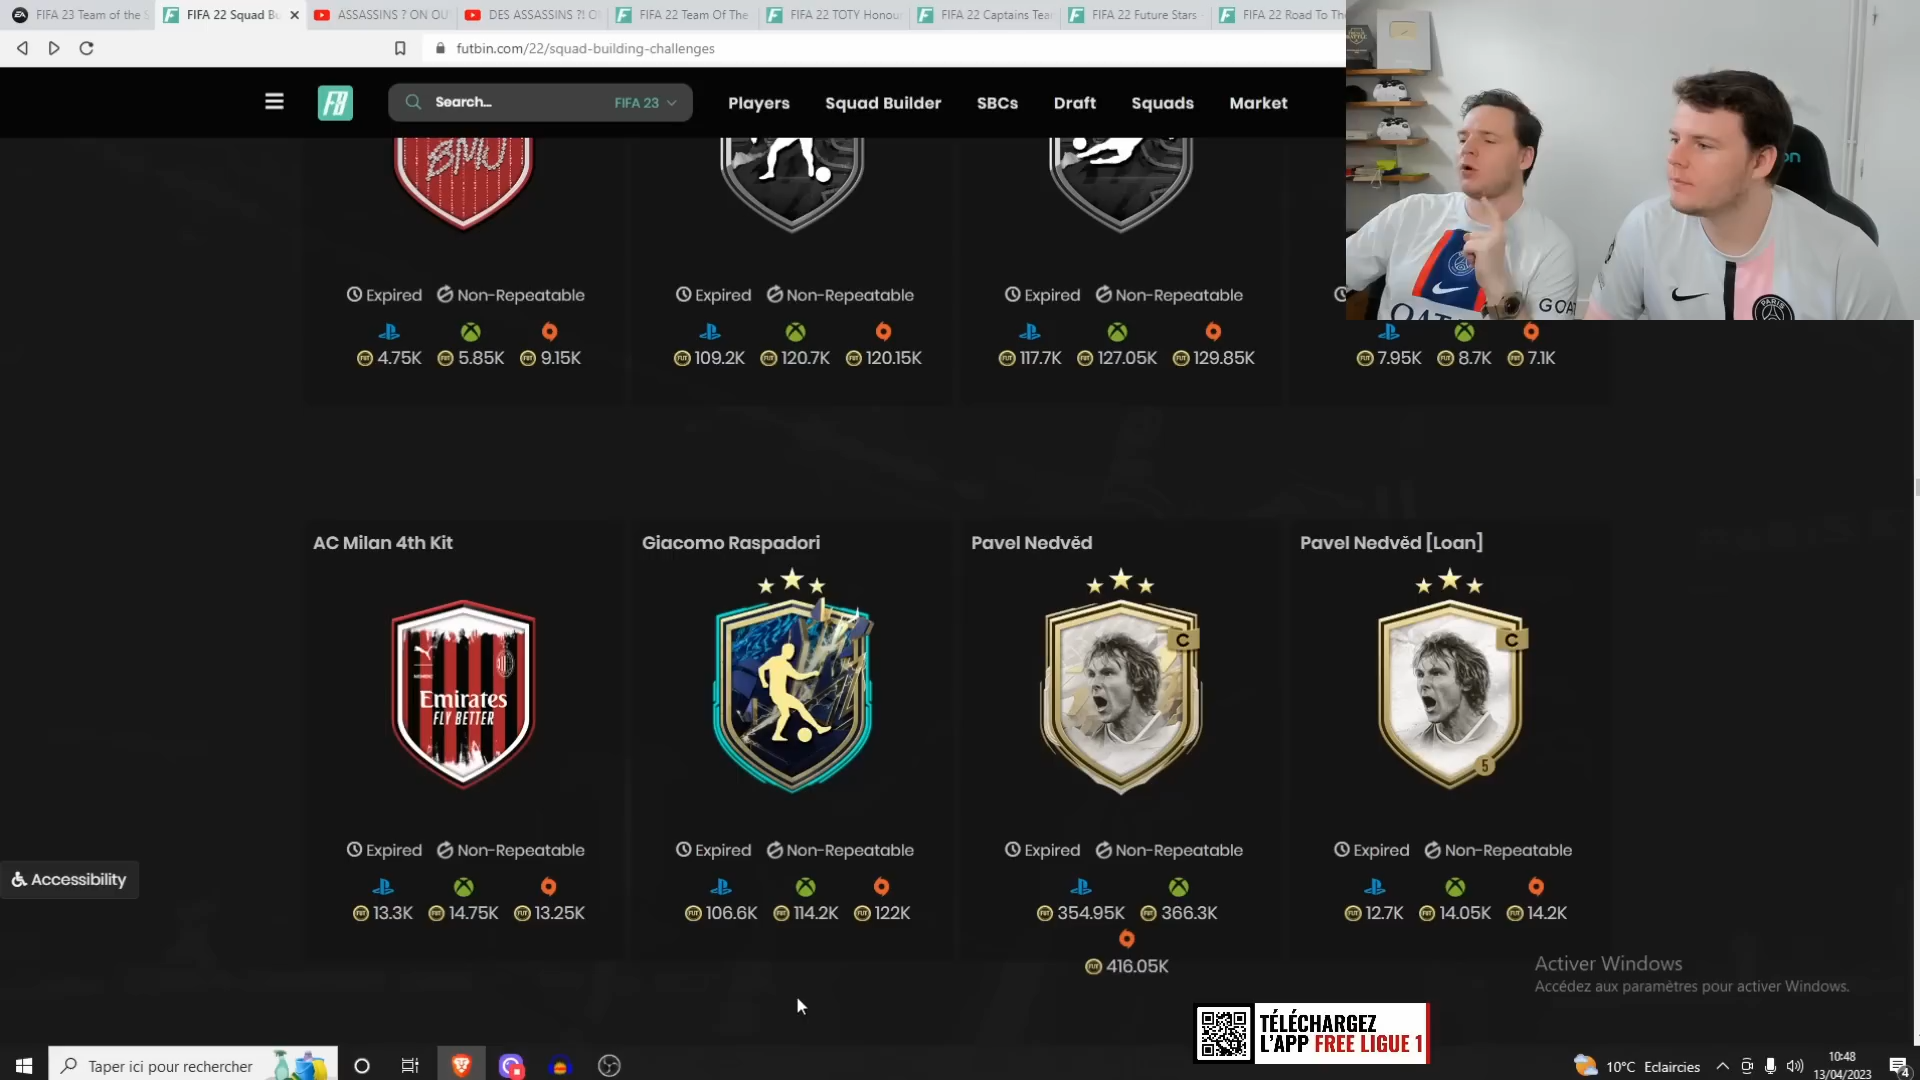 FIFA 23 Team of the S
FIFA 22 Squad Bu
ASSASSINS ? ON OU
DES ASSASSINS ?! O
FIFA 22 Team Of The
FIFA 22 TOTY Honour
FIFA 22 Captains Tea
FIFA 22 Future Stars
FIFA 22 Road To The
futbin.com/22/squad-building-challenges
FB
Search...
FIFA 23
Players
Squad Builder
SBCs
Draft
Squads
Market
Expired Non-Repeatable
4.75K 5.85K 9.15K
Expired Non-Repeatable
109.2K 120.7K 120.15K
Expired Non-Repeatable
117.7K 127.05K 129.85K
7.95K 8.7K 7.1K
AC Milan 4th Kit
Emirates
FLY BETTER
Expired Non-Repeatable
13.3K 14.75K 13.25K
Giacomo Raspadori
Expired Non-Repeatable
106.6K 114.2K 122K
Pavel Nedvěd
C
Expired Non-Repeatable
354.95K 366.3K
416.05K
Pavel Nedvěd [Loan]
C
5
Expired Non-Repeatable
12.7K 14.05K 14.2K
Accessibility
Activer Windows
Accédez aux paramètres pour activer Windows.
TÉLÉCHARGEZ
L'APP FREE LIGUE 1
Taper ici pour rechercher
10°C Eclaircies
10:48
13/04/2023
4
GOAT
PARIS